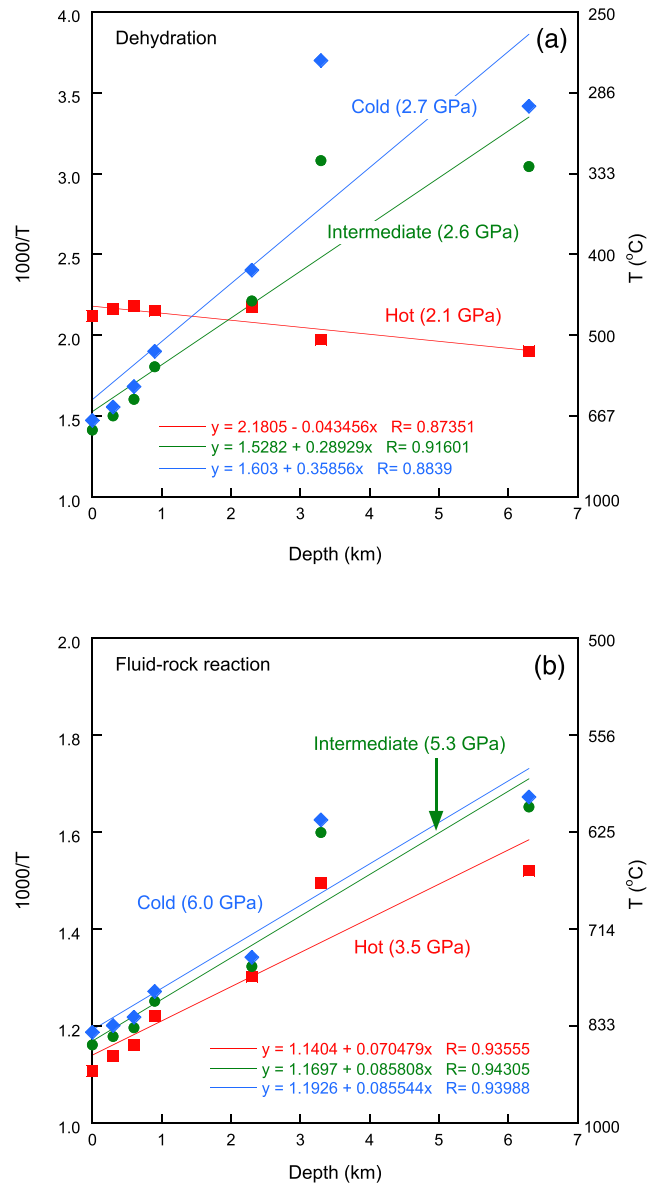 Dehydration
(a)
4.0
3.5
3.0
2.5
2.0
1.5
1.0
1000/T
250
286
333
400
500
667
1000
T (°C)
Cold (2.7 GPa)
Intermediate (2.6 GPa)
Hot (2.1 GPa)
y = 2.1805 - 0.043456x R= 0.87351
y = 1.5282 + 0.28929x R= 0.91601
y = 1.603 + 0.35856x R= 0.8839
0 1 2 3 4 5 6 7
Depth (km)
Fluid-rock reaction
(b)
2.0
1.8
1.6
1.4
1.2
1.0
1000/T
500
556
625
714
833
1000
T (°C)
Intermediate (5.3 GPa)
Cold (6.0 GPa)
Hot (3.5 GPa)
y = 1.1404 + 0.070479x R= 0.93555
y = 1.1697 + 0.085808x R= 0.94305
y = 1.1926 + 0.085544x R= 0.93988
0 1 2 3 4 5 6 7
Depth (km)